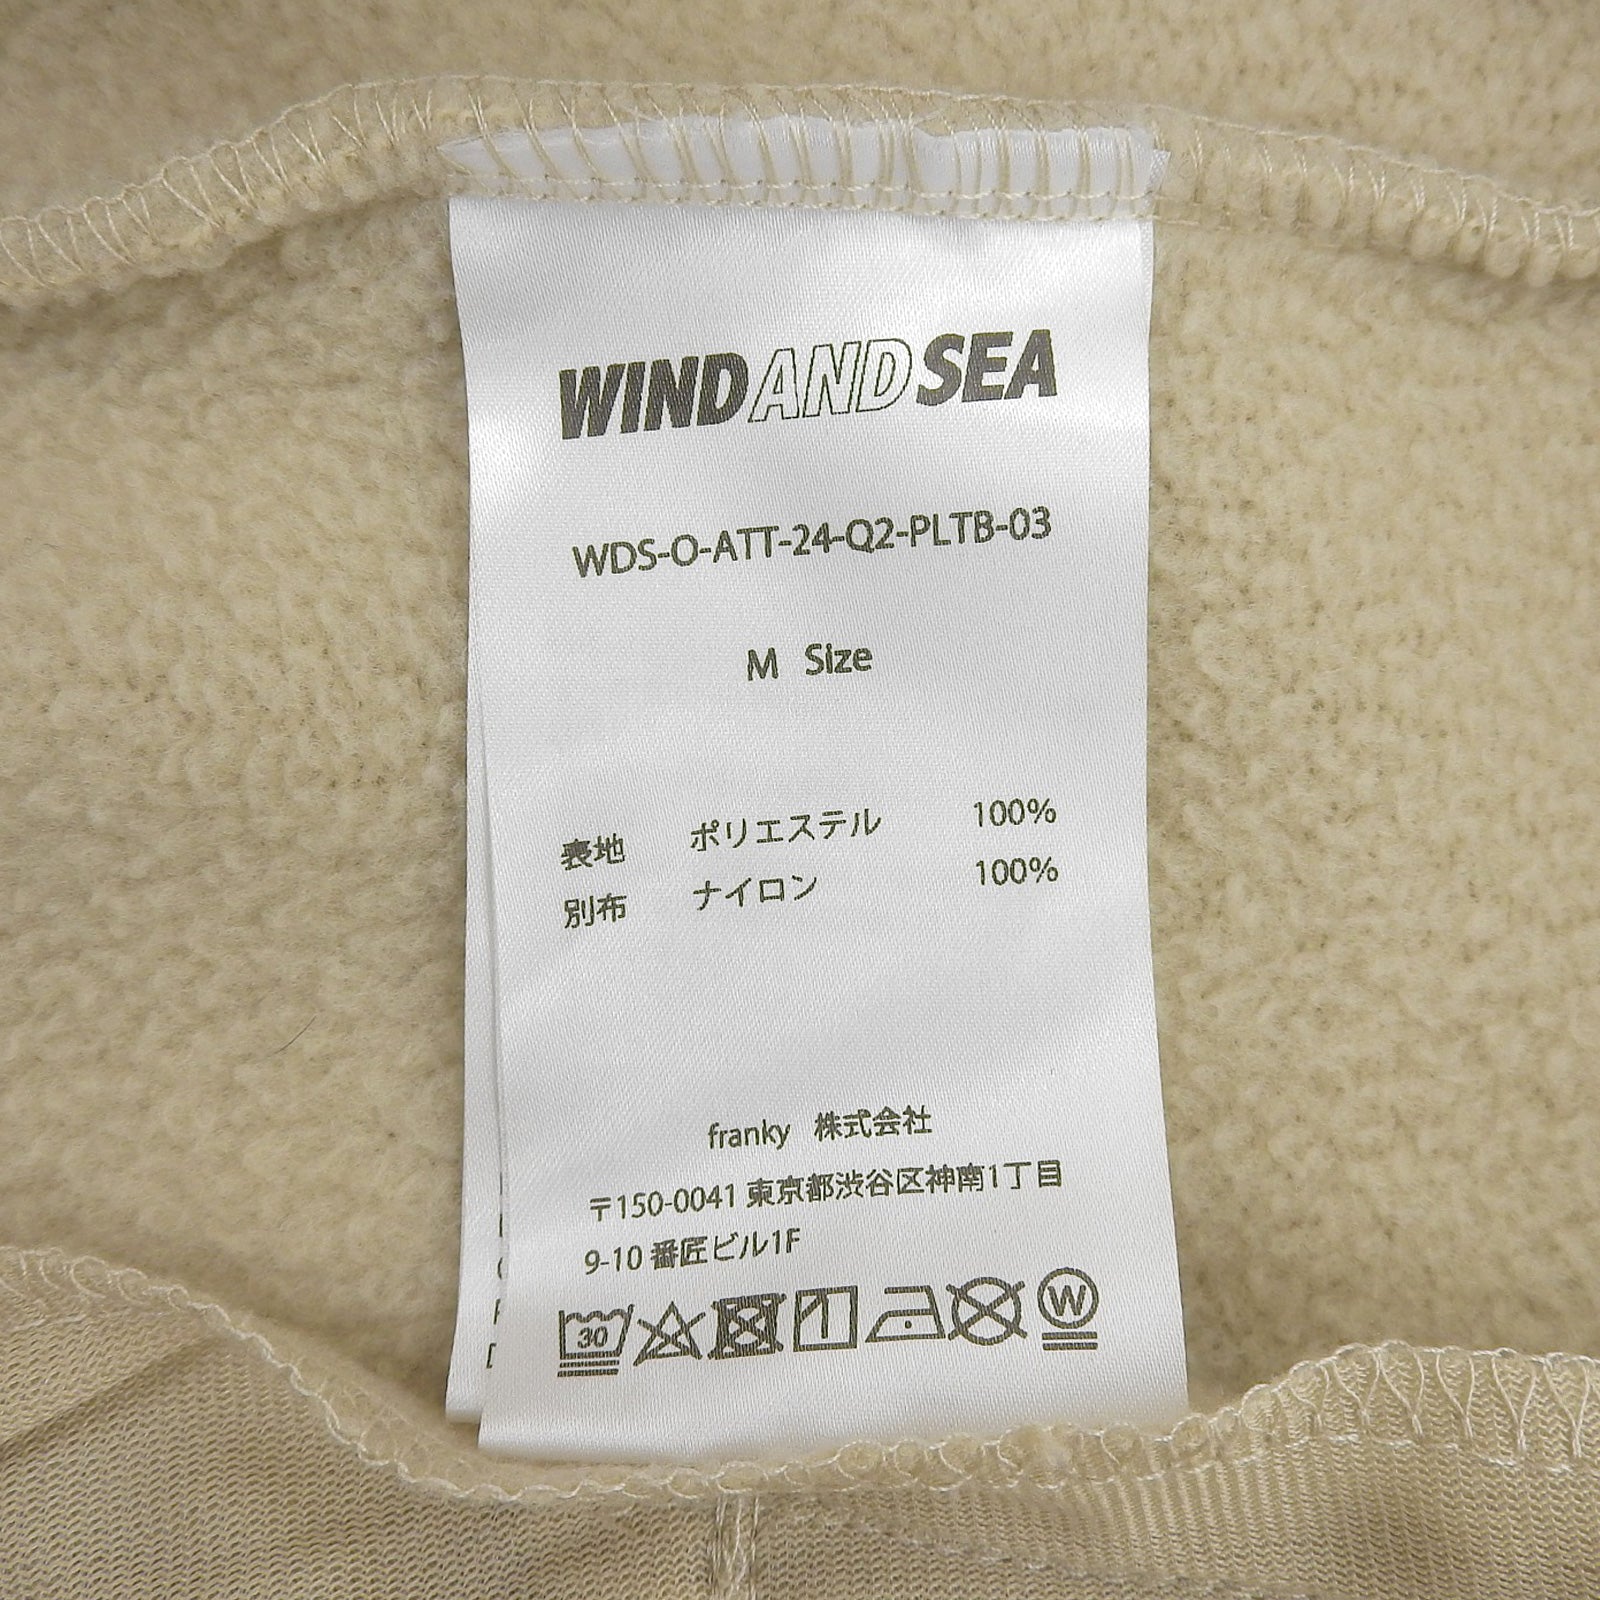 WINDANDSEA
WDS-O-ATT-24-Q2-PLTB-03
M Size
表地 ポリエステル 100%
別布 ナイロン 100%
franky 株式会社
〒150-0041 東京都渋谷区神南1丁目
9-10 番匠ビル1F
30
W